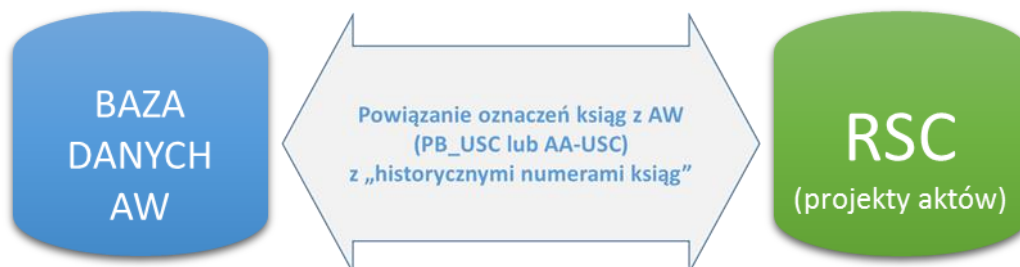 BAZA
DANYCH
AW
Powiązanie oznaczeń ksiąg z AW
(PB_USC lub AA-USC)
z „historycznymi numerami ksiąg”
RSC
(projekty aktów)